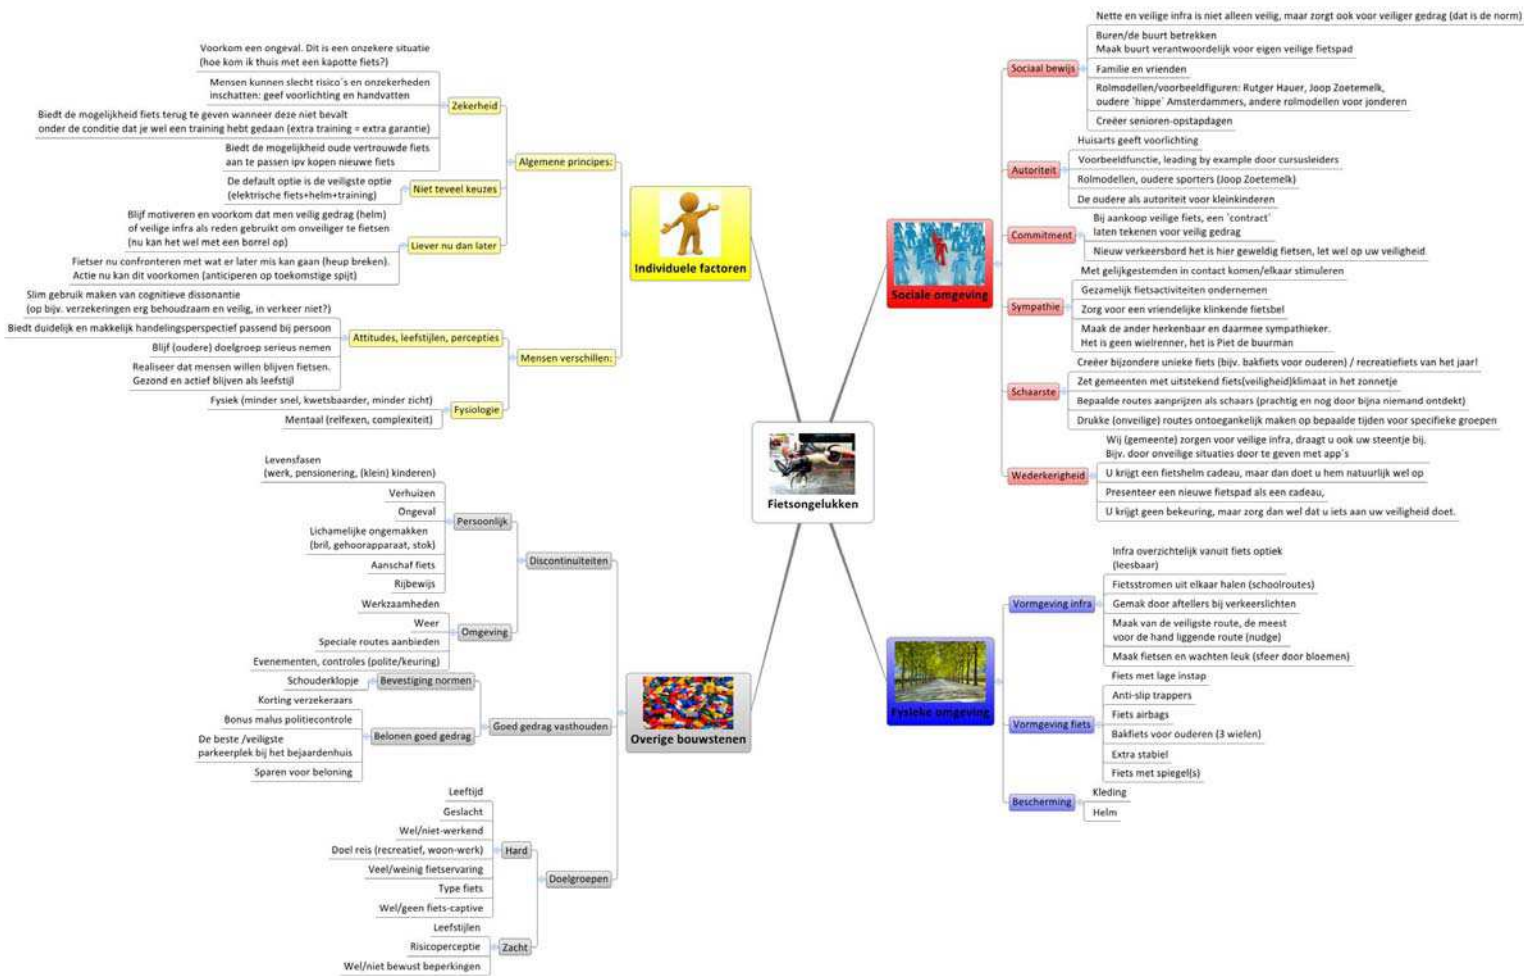 Fietsongelukken
Individuele factoren
Algemene principes:
Zekerheid
Voorkom een ongeval. Dit is een onzekere situatie
(hoe kom ik thuis met een kapotte fiets?)
Mensen kunnen slecht risico´s en onzekerheden
inschatten: geef voorlichting en handvatten
Biedt de mogelijkheid fiets terug te geven wanneer deze niet bevalt
onder de conditie dat je wel een training hebt gedaan (extra training = extra garantie)
Biedt de mogelijkheid oude vertrouwde fiets
aan te passen ipv kopen nieuwe fiets
Niet teveel keuzes
De default optie is de veiligste optie
(elektrische fiets+helm+training)
Liever nu dan later
Blijf motiveren en voorkom dat men veilig gedrag (helm)
of veilige infra als reden gebruikt om onveiliger te fietsen
(nu kan het wel met een borrel op)
Fietser nu confronteren met wat er later mis kan gaan (heup breken).
Actie nu kan dit voorkomen (anticiperen op toekomstige spijt)
Mensen verschillen:
Attitudes, leefstijlen, percepties
Slim gebruik maken van cognitieve dissonantie
(op bijv. verzekeringen erg behoudzaam en veilig, in verkeer niet?)
Biedt duidelijk en makkelijk handelingsperspectief passend bij persoon
Blijf (oudere) doelgroep serieus nemen
Realiseer dat mensen willen blijven fietsen.
Gezond en actief blijven als leefstijl
Fysiologie
Fysiek (minder snel, kwetsbaarder, minder zicht)
Mentaal (relfexen, complexiteit)
Overige bouwstenen
Discontinuiteiten
Persoonlijk
Levensfasen
(werk, pensionering, (klein) kinderen)
Verhuizen
Ongeval
Lichamelijke ongemakken
(bril, gehoorapparaat, stok)
Aanschaf fiets
Rijbewijs
Omgeving
Werkzaamheden
Weer
Speciale routes aanbieden
Evenementen, controles (polite/keuring)
Goed gedrag vasthouden
Bevestiging normen
Schouderklopje
Belonen goed gedrag
Korting verzekeraars
Bonus malus politiecontrole
De beste /veiligste
parkeerplek bij het bejaardenhuis
Sparen voor beloning
Doelgroepen
Hard
Leeftijd
Geslacht
Wel/niet-werkend
Doel reis (recreatief, woon-werk)
Veel/weinig fietservaring
Type fiets
Wel/geen fiets-captive
Zacht
Leefstijlen
Risicoperceptie
Wel/niet bewust beperkingen
Sociale omgeving
Sociaal bewijs
Nette en veilige infra is niet alleen veilig, maar zorgt ook voor veiliger gedrag (dat is de norm)
Buren/de buurt betrekken
Maak buurt verantwoordelijk voor eigen veilige fietspad
Familie en vrienden
Rolmodellen/voorbeeldfiguren: Rutger Hauer, Joop Zoetemelk,
oudere ´hippe´ Amsterdammers, andere rolmodellen voor jonderen
Creëer senioren-opstapdagen
Autoriteit
Huisarts geeft voorlichting
Voorbeeldfunctie, leading by example door cursusleiders
Rolmodellen, oudere sporters (Joop Zoetemelk)
De oudere als autoriteit voor kleinkinderen
Commitment
Bij aankoop veilige fiets, een ´contract´
laten tekenen voor veilig gedrag
Nieuw verkeersbord het is hier geweldig fietsen, let wel op uw veiligheid
Sympathie
Met gelijkgestemden in contact komen/elkaar stimuleren
Gezamelijk fietsactiviteiten ondernemen
Zorg voor een vriendelijke klinkende fietsbel
Maak de ander herkenbaar en daarmee sympathieker.
Het is geen wielrenner, het is Piet de buurman
Schaarste
Creëer bijzondere unieke fiets (bijv. bakfiets voor ouderen) / recreatiefiets van het jaar!
Zet gemeenten met uitstekend fiets(veiligheid)klimaat in het zonnetje
Bepaalde routes aanprijzen als schaars (prachtig en nog door bijna niemand ontdekt)
Drukke (onveilige) routes ontoegankelijk maken op bepaalde tijden voor specifieke groepen
Wederkerigheid
Wij (gemeente) zorgen voor veilige infra, draagt u ook uw steentje bij.
Bijv. door onveilige situaties door te geven met app´s
U krijgt een fietshelm cadeau, maar dan doet u hem natuurlijk wel op
Presenteer een nieuwe fietspad als een cadeau,
U krijgt geen bekeuring, maar zorg dan wel dat u iets aan uw veiligheid doet.
Fysieke omgeving
Vormgeving infra
Infra overzichtelijk vanuit fiets optiek
(leesbaar)
Fietsstromen uit elkaar halen (schoolroutes)
Gemak door aftellers bij verkeerslichten
Maak van de veiligste route, de meest
voor de hand liggende route (nudge)
Maak fietsen en wachten leuk (sfeer door bloemen)
Vormgeving fiets
Fiets met lage instap
Anti-slip trappers
Fiets airbags
Bakfiets voor ouderen (3 wielen)
Extra stabiel
Fiets met spiegel(s)
Bescherming
Kleding
Helm